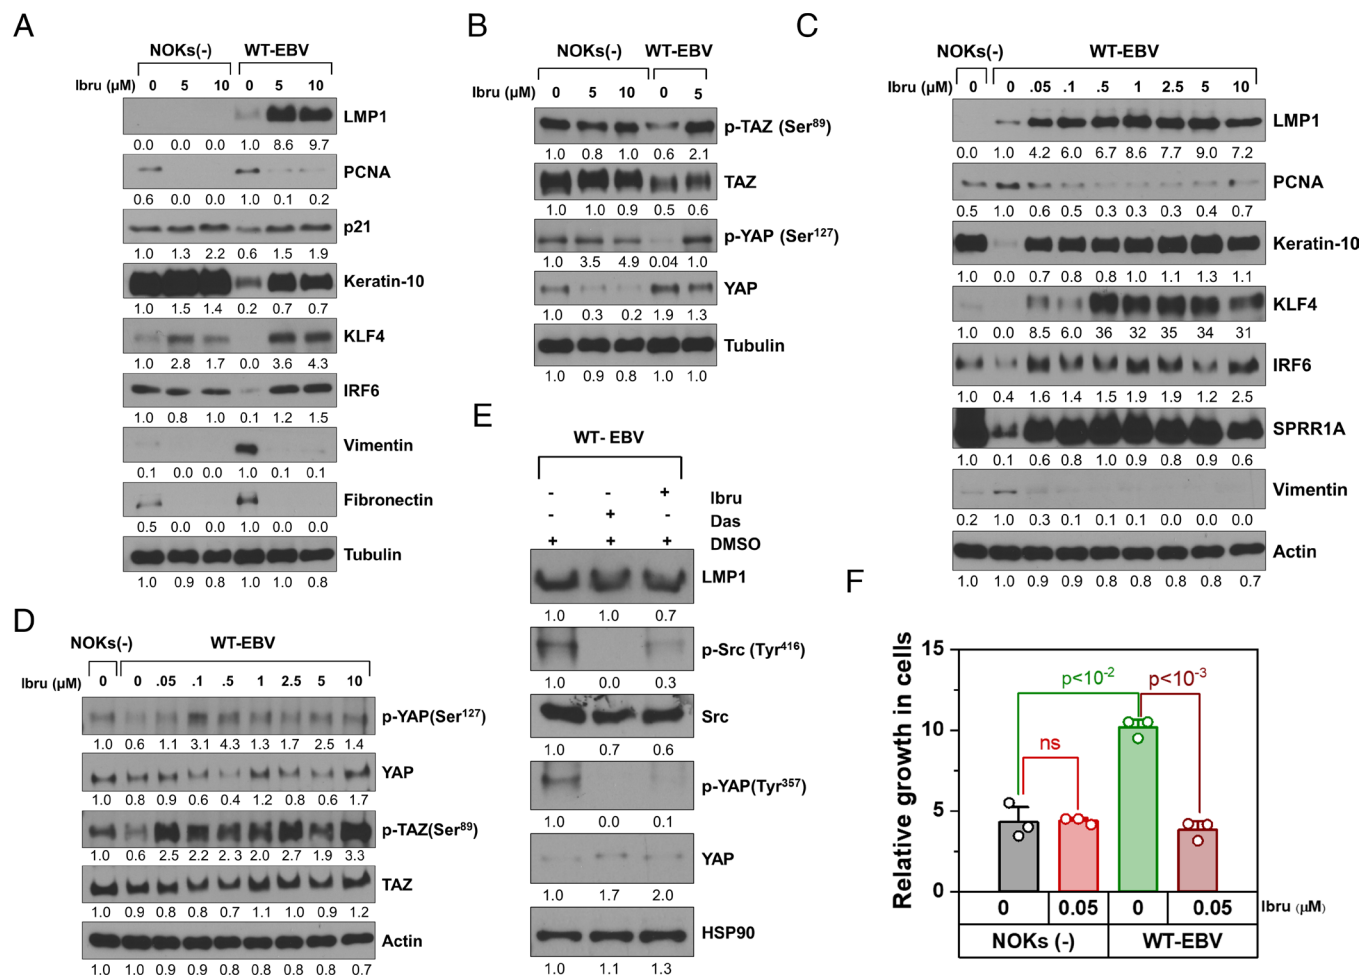 A
NOKs(-) WT-EBV
Ibru (µM) 0 5 10 0 5 10
LMP1
0.0 0.0 0.0 1.0 8.6 9.7
PCNA
0.6 0.0 0.0 1.0 0.1 0.2
p21
1.0 1.3 2.2 0.6 1.5 1.9
Keratin-10
1.0 1.5 1.4 0.2 0.7 0.7
KLF4
1.0 2.8 1.7 0.0 3.6 4.3
IRF6
1.0 0.8 1.0 0.1 1.2 1.5
Vimentin
0.1 0.0 0.0 1.0 0.1 0.1
Fibronectin
0.5 0.0 0.0 1.0 0.0 0.0
Tubulin
1.0 0.9 0.8 1.0 1.0 0.8
B
NOKs(-) WT-EBV
Ibru (µM) 0 5 10 0 5
p-TAZ (Ser89)
1.0 0.8 1.0 0.6 2.1
TAZ
1.0 1.0 0.9 0.5 0.6
p-YAP (Ser127)
1.0 3.5 4.9 0.04 1.0
YAP
1.0 0.3 0.2 1.9 1.3
Tubulin
1.0 0.9 0.8 1.0 1.0
C
NOKs(-) WT-EBV
Ibru (µM) 0 0 .05 .1 .5 1 2.5 5 10
LMP1
0.0 1.0 4.2 6.0 6.7 8.6 7.7 9.0 7.2
PCNA
0.5 1.0 0.6 0.5 0.3 0.3 0.3 0.4 0.7
Keratin-10
1.0 0.0 0.7 0.8 0.8 1.0 1.1 1.3 1.1
KLF4
1.0 0.0 8.5 6.0 36 32 35 34 31
IRF6
1.0 0.4 1.6 1.4 1.5 1.9 1.9 1.2 2.5
SPRR1A
1.0 0.1 0.6 0.8 1.0 0.9 0.8 0.9 0.6
Vimentin
0.2 1.0 0.3 0.1 0.1 0.1 0.0 0.0 0.0
Actin
1.0 1.0 0.9 0.9 0.8 0.8 0.8 0.8 0.7
D
NOKs(-) WT-EBV
Ibru (µM) 0 0 .05 .1 .5 1 2.5 5 10
p-YAP(Ser127)
1.0 0.6 1.1 3.1 4.3 1.3 1.7 2.5 1.4
YAP
1.0 0.8 0.9 0.6 0.4 1.2 0.8 0.6 1.7
p-TAZ(Ser89)
1.0 0.6 2.5 2.2 2.3 2.0 2.7 1.9 3.3
TAZ
1.0 0.9 0.8 0.8 0.7 1.1 1.0 0.9 1.2
Actin
1.0 1.0 0.9 0.9 0.8 0.8 0.8 0.8 0.7
E
WT- EBV
- - + Ibru
- + - Das
+ + + DMSO
LMP1
1.0 1.0 0.7
p-Src (Tyr416)
1.0 0.0 0.3
Src
1.0 0.7 0.6
p-YAP(Tyr357)
1.0 0.0 0.1
YAP
1.0 1.7 2.0
HSP90
1.0 1.1 1.3
F
Relative growth in cells
15
10
5
0
p<10-2
p<10-3
ns
0 0.05 0 0.05 Ibru (µM)
NOKs (-) WT-EBV